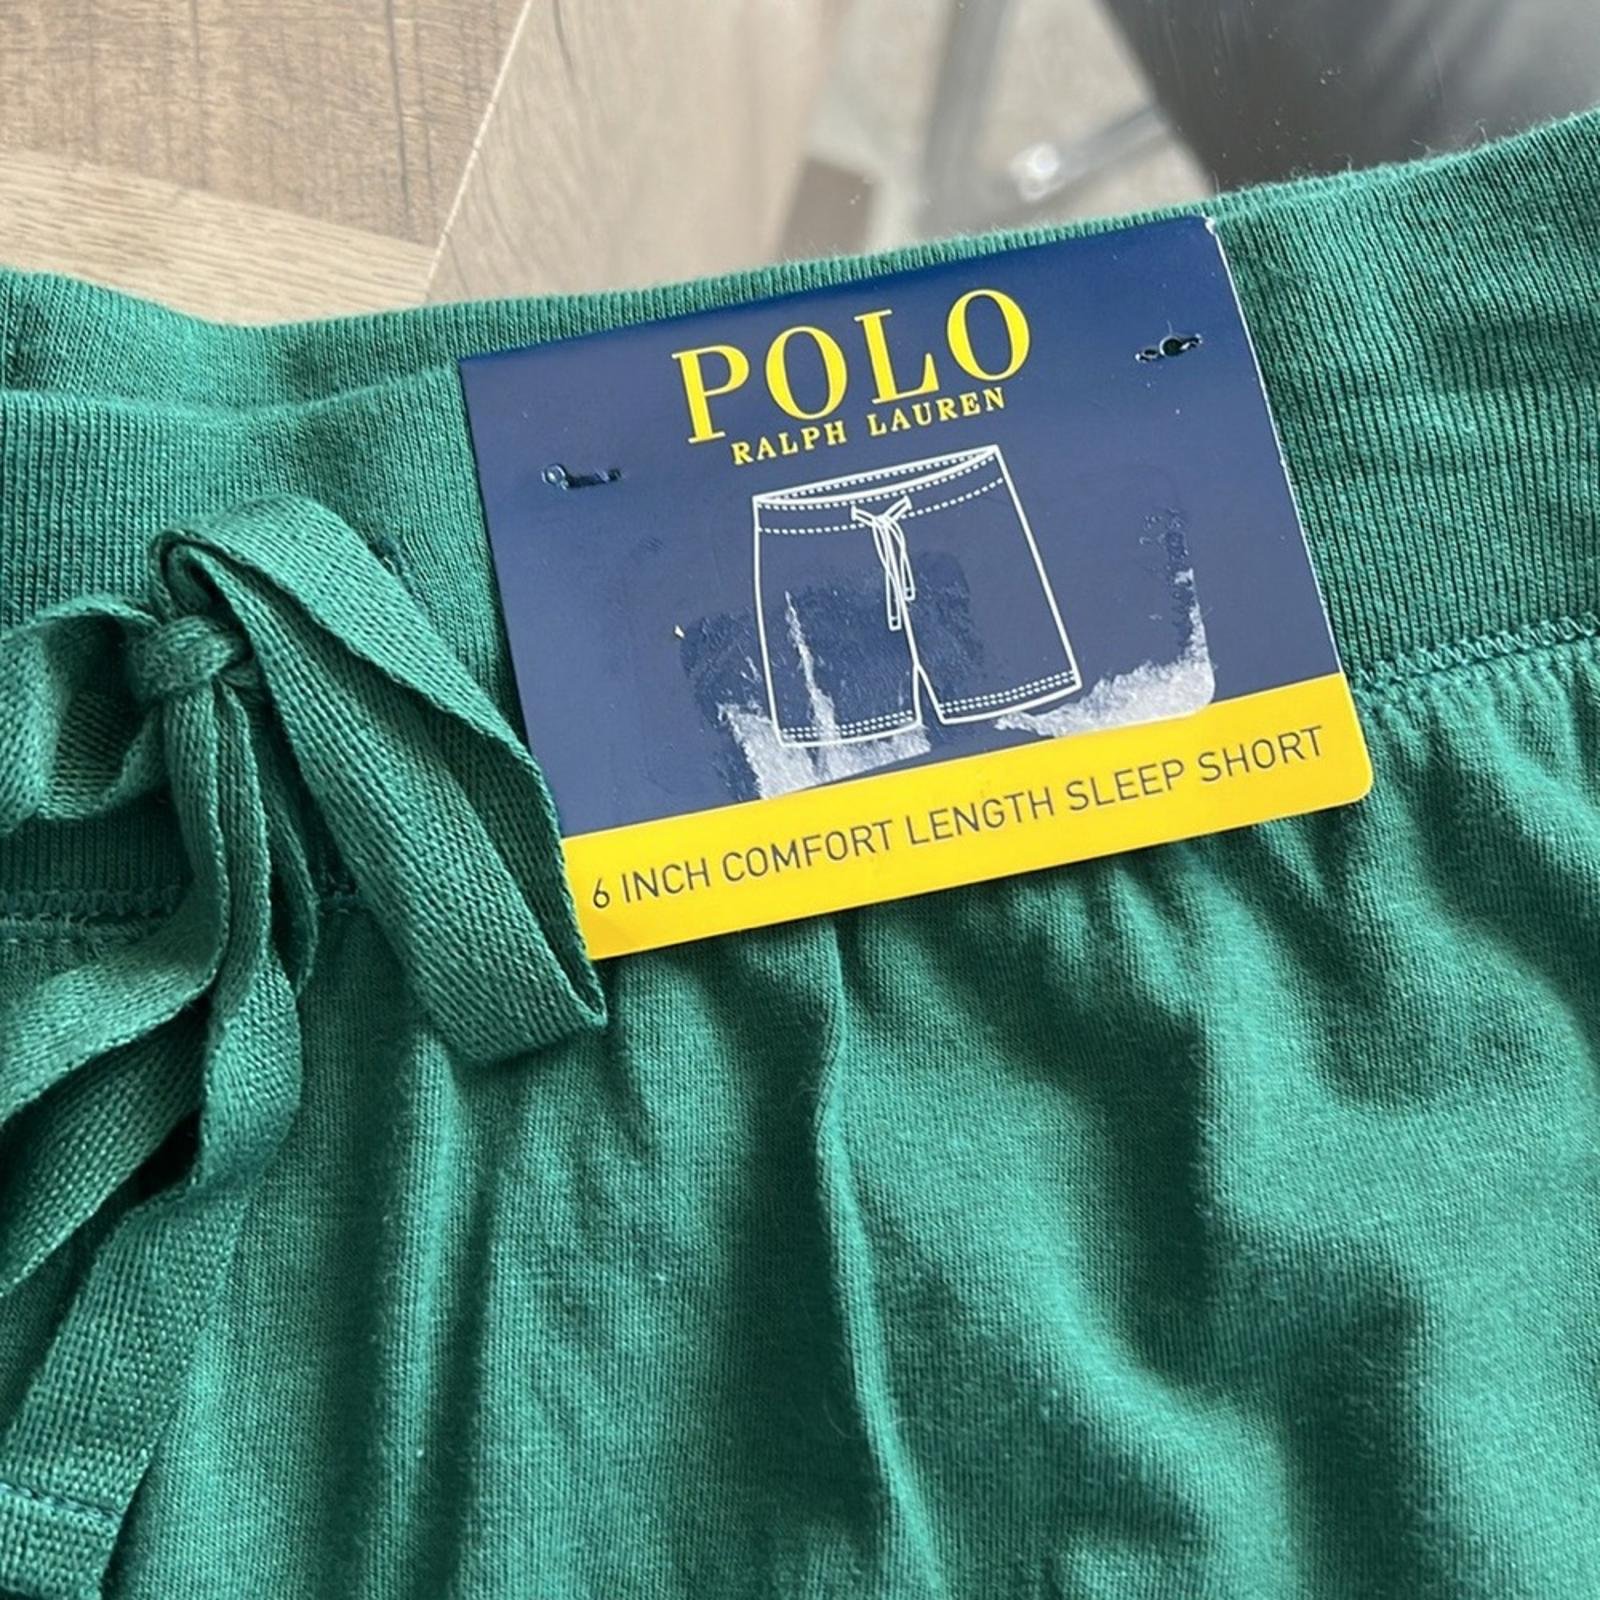 POLO
RALPH LAUREN
6 INCH COMFORT LENGTH SLEEP SHORT